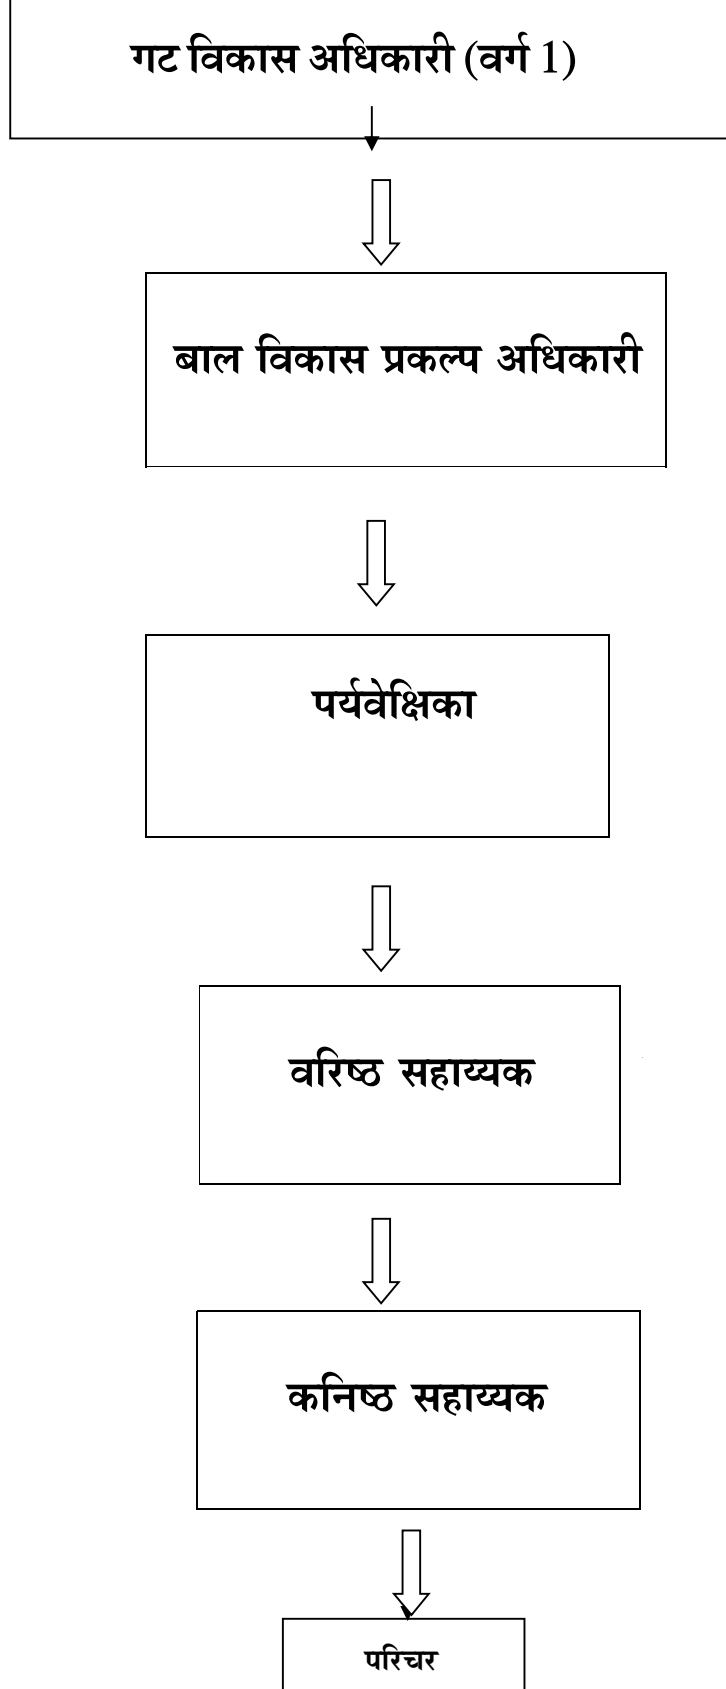 गट विकास अधिकारी (वर्ग 1)
बाल विकास प्रकल्प अधिकारी
पर्यवेक्षिका
वरिष्ठ सहाय्यक
कनिष्ठ सहाय्यक
परिचर